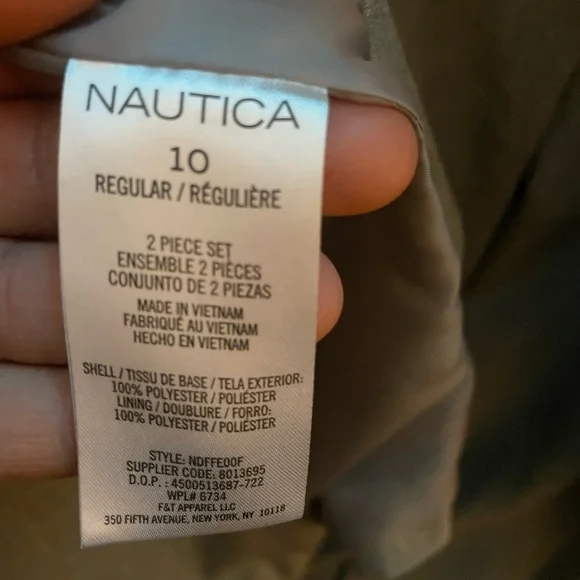 NAUTICA
10
REGULAR / RÉGULIÈRE
2 PIECE SET
ENSEMBLE 2 PIÈCES
CONJUNTO DE 2 PIEZAS
MADE IN VIETNAM
FABRIQUÉ AU VIETNAM
HECHO EN VIETNAM
SHELL / TISSU DE BASE / TELA EXTERIOR:
100% POLYESTER / POLIÉSTER
LINING / DOUBLURE / FORRO:
100% POLYESTER / POLIÉSTER
STYLE: NDFFE00F
SUPPLIER CODE: 8013695
D.O.P. : 4500513687-722
WPL# 6734
F&T APPAREL LLC
350 FIFTH AVENUE, NEW YORK, NY 10118